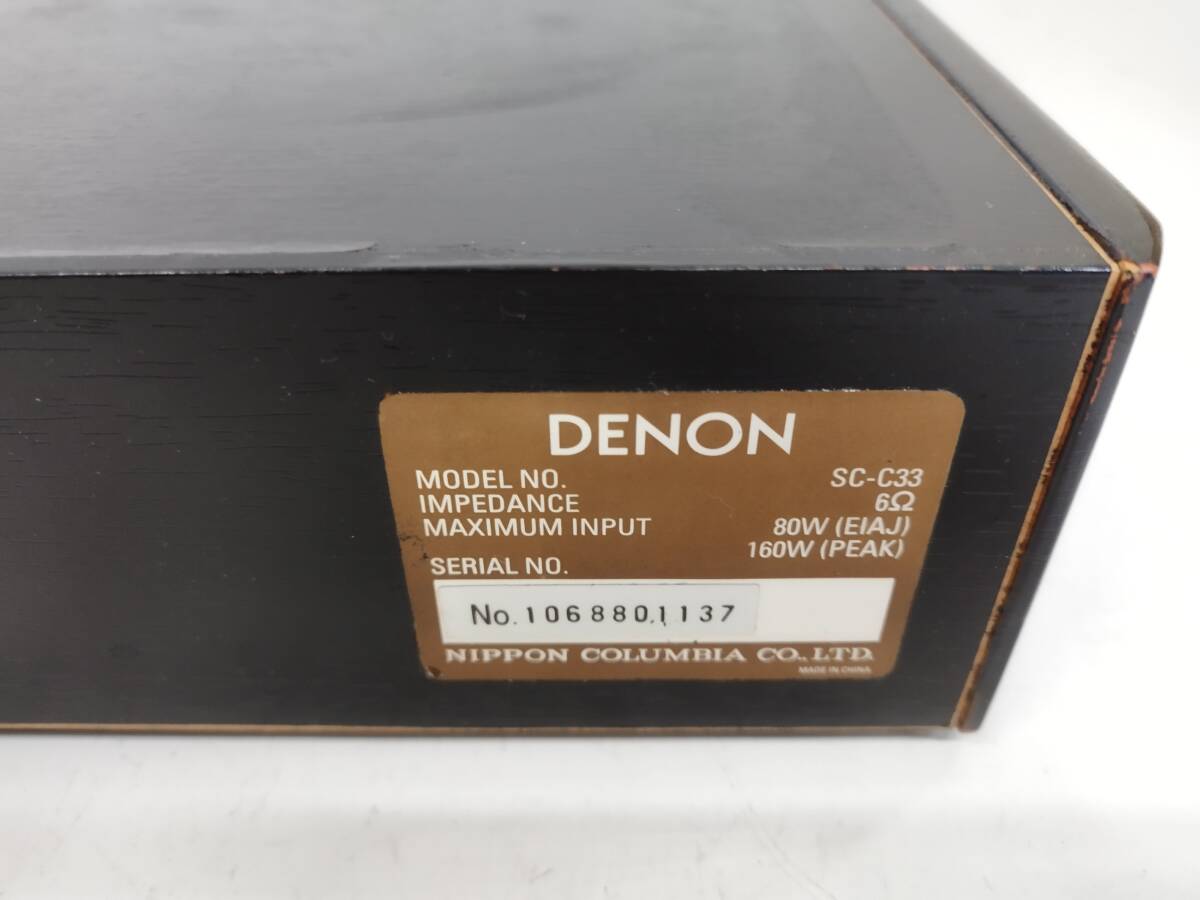 DENON
MODEL NO. SC-C33
IMPEDANCE 6Ω
MAXIMUM INPUT 80W (EIAJ)
160W (PEAK)
SERIAL NO.
No. 1068801137
NIPPON COLUMBIA CO., LTD.
MADE IN CHINA